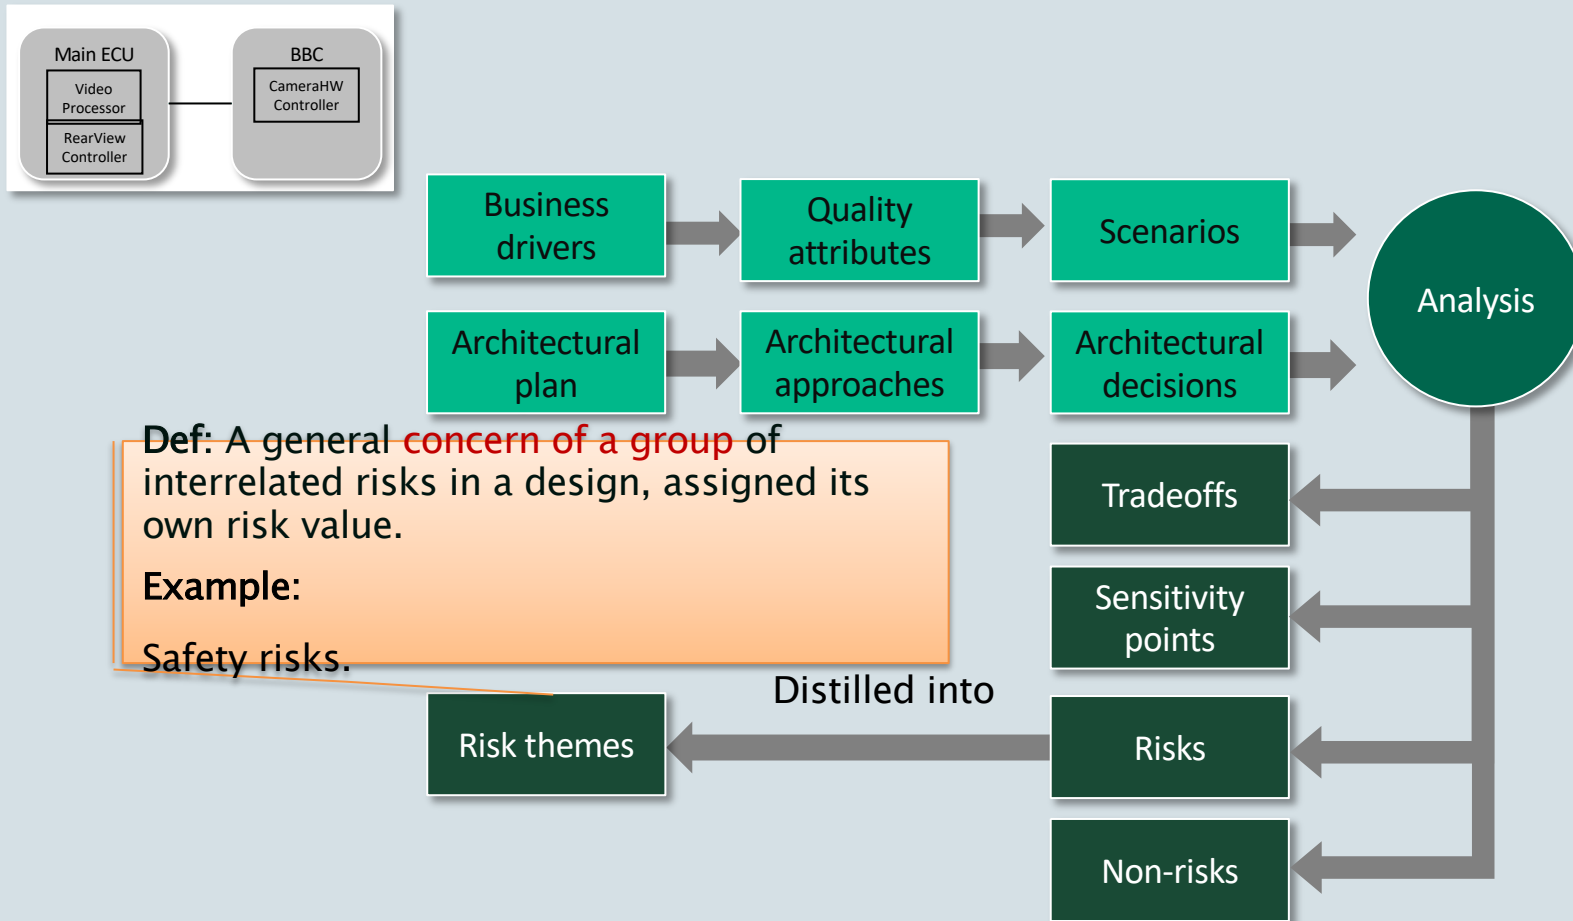 Main ECU
Video
Processor
RearView
Controller
BBC
CameraHW
Controller
Business
drivers
Quality
attributes
Scenarios
Analysis
Architectural
plan
Architectural
approaches
Architectural
decisions
Def: A general concern of a group of
interrelated risks in a design, assigned its
own risk value.
Example:
Safety risks.
Tradeoffs
Sensitivity
points
Distilled into
Risk themes
Risks
Non-risks